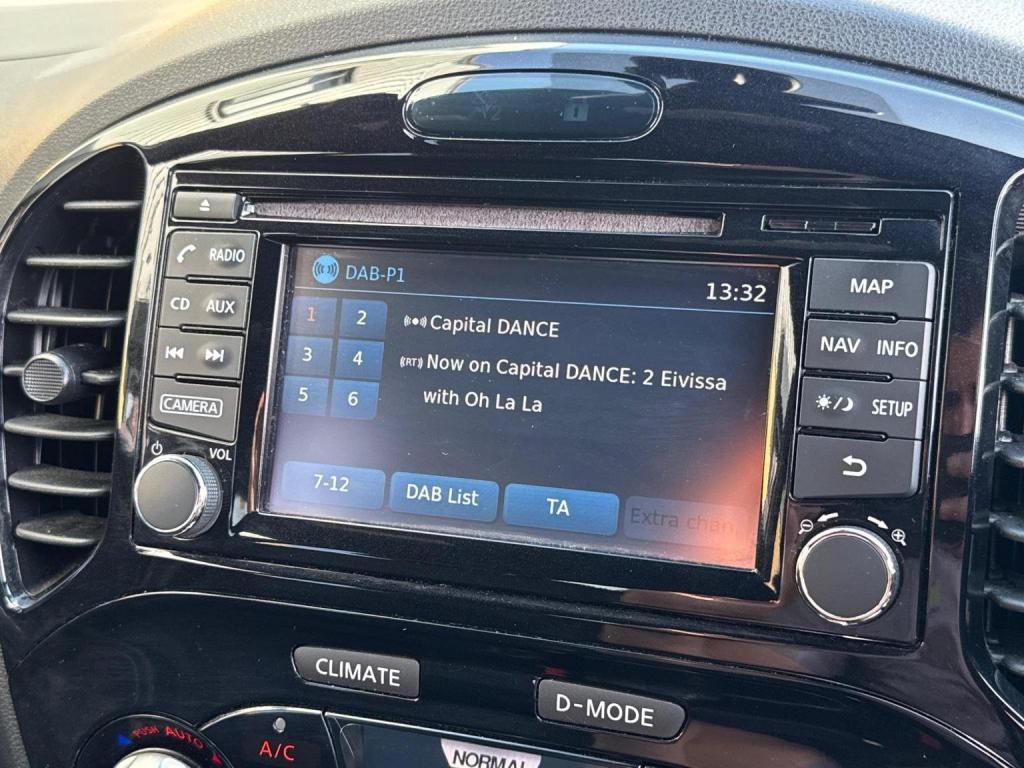 DAB-P1
13:32
1 2
3 4
5 6
Capital DANCE
(RT) Now on Capital DANCE: 2 Eivissa
with Oh La La
7-12 DAB List TA Extra chan.
RADIO
CD AUX
CAMERA
VOL
MAP
NAV INFO
SETUP
CLIMATE
D-MODE
PUSH AUTO
A/C
NORMAL